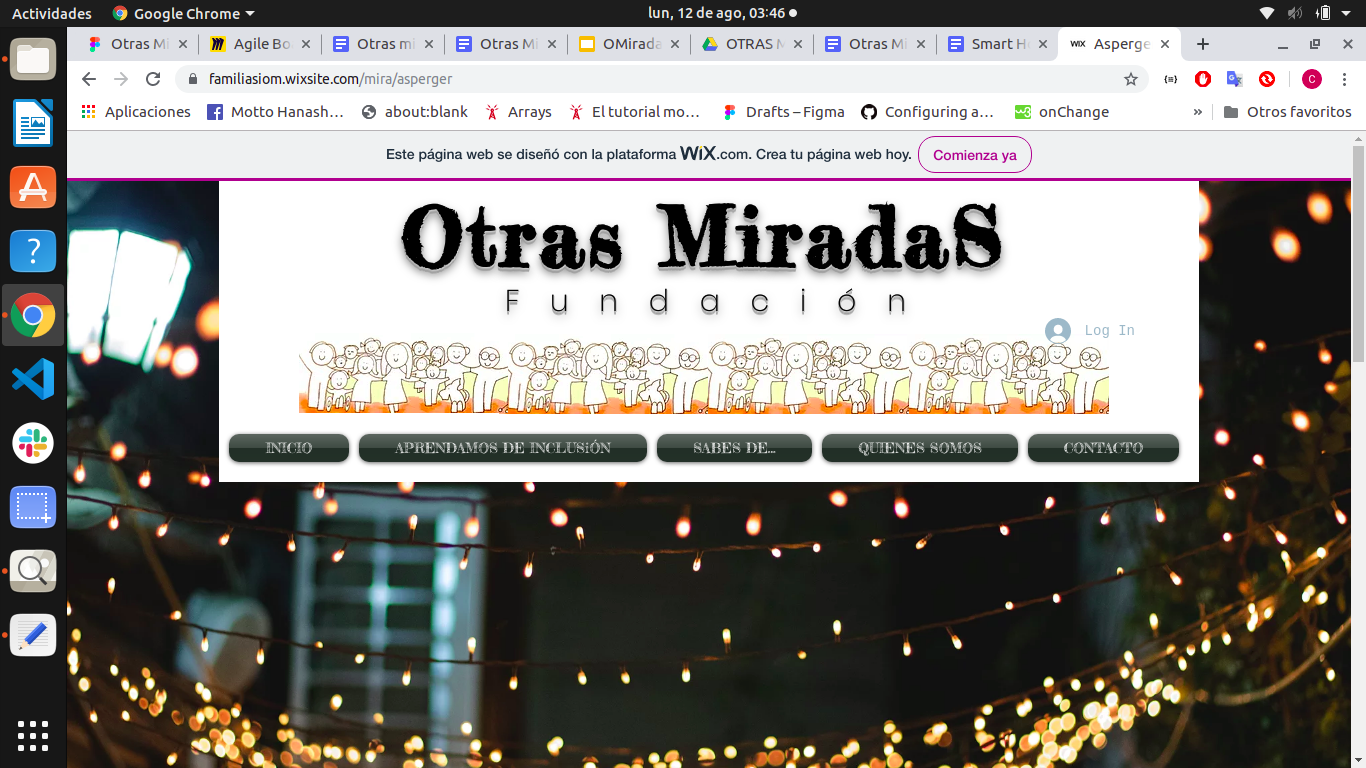 Actividades Google Chrome lun, 12 de ago, 03:46
Otras Mi Agile Bo Otras mi Otras Mi OMirada OTRAS M Otras Mi Smart H WIX Asperge
familiasiom.wixsite.com/mira/asperger C
Aplicaciones Motto Hanash… about:blank Arrays El tutorial mo… Drafts – Figma Configuring a… onChange » Otros favoritos
Este página web se diseñó con la plataforma WiX.com. Crea tu página web hoy. Comienza ya
Otras MiradaS
Fundación
Log In
INICIO APRENDAMOS DE INCLUSiÓN SABES DE... QUIENES SOMOS CONTACTO